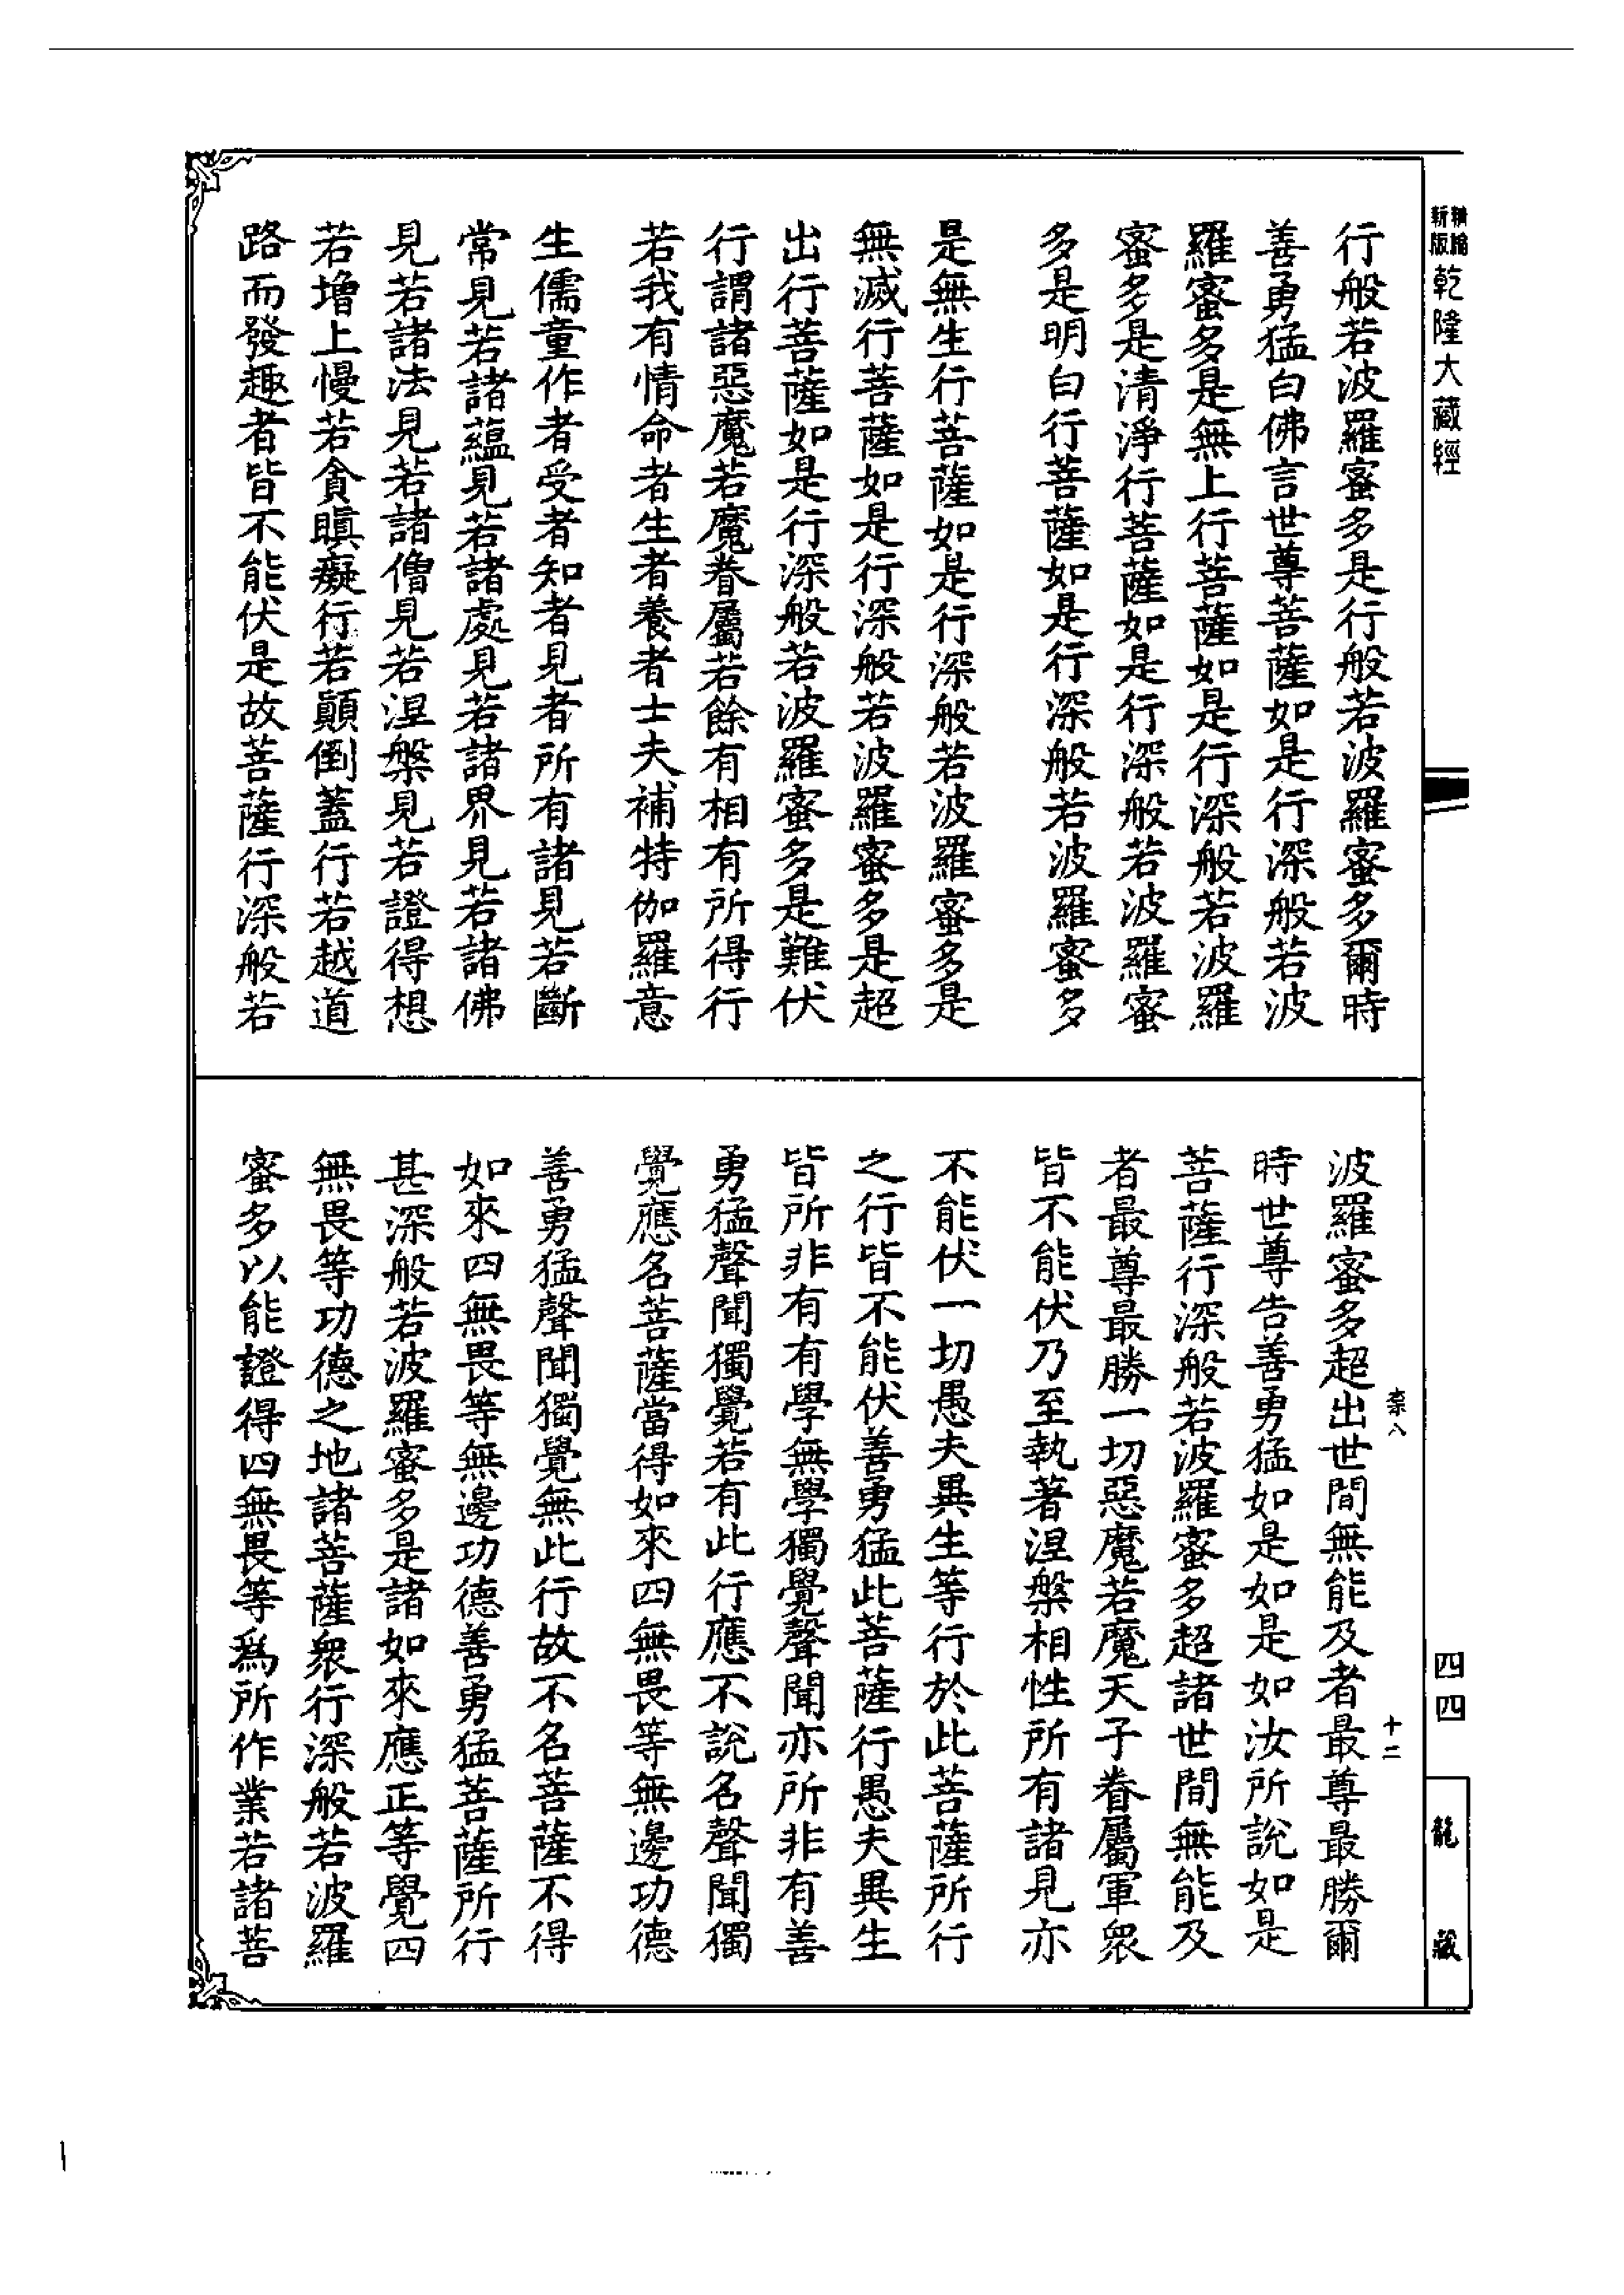 新編
縮版
乾隆大藏經
行般若波羅蜜多是行般若波羅蜜多爾時
善勇猛白佛言世尊菩薩如是行深般若波
羅蜜多是無上行菩薩如是行深般若波羅
蜜多是清淨行菩薩如是行深般若波羅蜜
多是明白行菩薩如是行深般若波羅蜜多
是無生行菩薩如是行深般若波羅蜜多是
無滅行菩薩如是行深般若波羅蜜多是超
出行菩薩如是行深般若波羅蜜多是難伏
行謂諸惡魔若魔眷屬若餘有相有所得行
若我有情命者生者養者士夫補特伽羅意
生儒童作者受者知者見者所有諸見若斷
常見若諸蘊見若諸處見若諸界見若諸佛
見若諸法見若諸僧見若涅槃見若證得想
若增上慢若貪瞋癡行若顛倒蓋行若越道
路而發趣者皆不能伏是故菩薩行深般若
波羅蜜多超出世間無能及者最尊最勝爾
時世尊告善勇猛如是如是如汝所說如是
菩薩行深般若波羅蜜多超諸世間無能及
者最尊最勝一切惡魔若魔天子眷屬軍衆
皆不能伏乃至執著涅槃相性所有諸見亦
不能伏一切愚夫異生等行於此菩薩所行
之行皆不能伏善勇猛此菩薩行愚夫異生
皆所非有有學無學獨覺聲聞亦所非有善
勇猛聲聞獨覺若有此行應不說名聲聞獨
覺應名菩薩當得如來四無畏等無邊功德
善勇猛聲聞獨覺無此行故不名菩薩不得
如來四無畏等無邊功德善勇猛菩薩所行
甚深般若波羅蜜多是諸如來應正等覺四
無畏等功德之地諸菩薩衆行深般若波羅
蜜多以能證得四無畏等為所作業若諸菩
柰八
十二
四四
龍藏